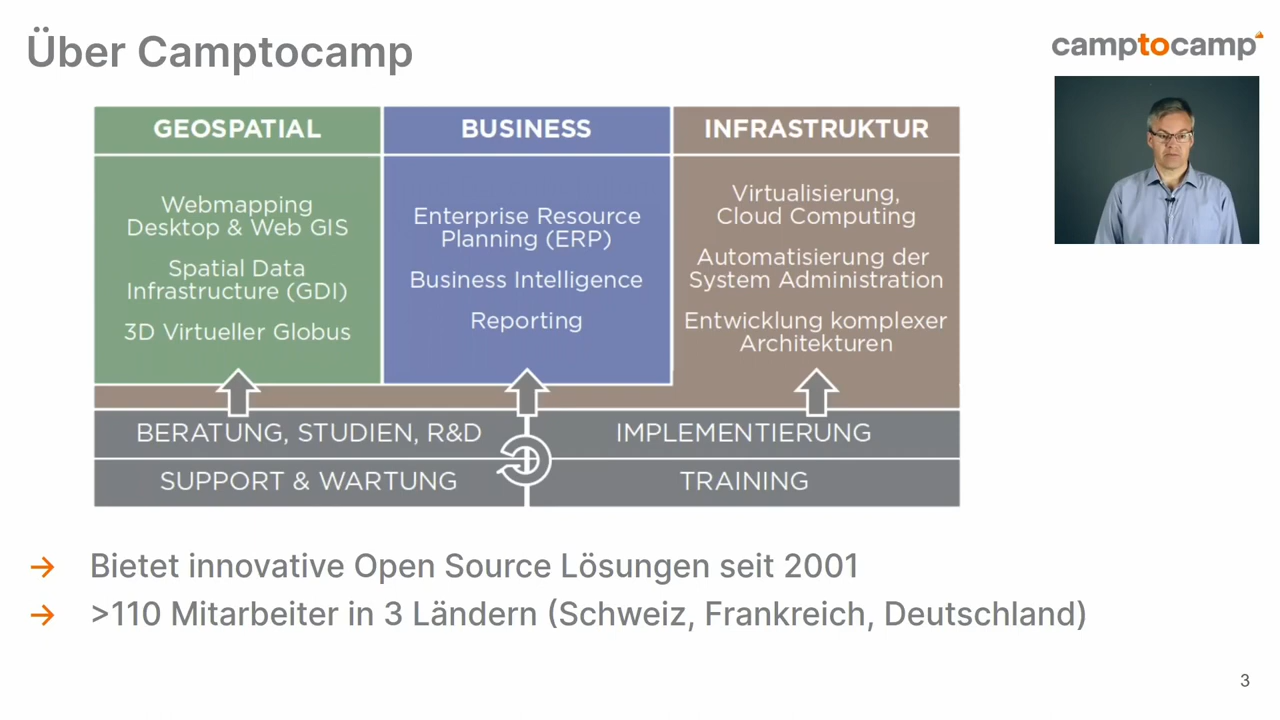 Über Camptocamp
camptocamp
GEOSPATIAL
Webmapping
Desktop & Web GIS
Spatial Data
Infrastructure (GDI)
3D Virtueller Globus
BUSINESS
Enterprise Resource
Planning (ERP)
Business Intelligence
Reporting
INFRASTRUKTUR
Virtualisierung,
Cloud Computing
Automatisierung der
System Administration
Entwicklung komplexer
Architekturen
BERATUNG, STUDIEN, R&D
IMPLEMENTIERUNG
SUPPORT & WARTUNG
TRAINING
→ Bietet innovative Open Source Lösungen seit 2001
→ >110 Mitarbeiter in 3 Ländern (Schweiz, Frankreich, Deutschland)
3